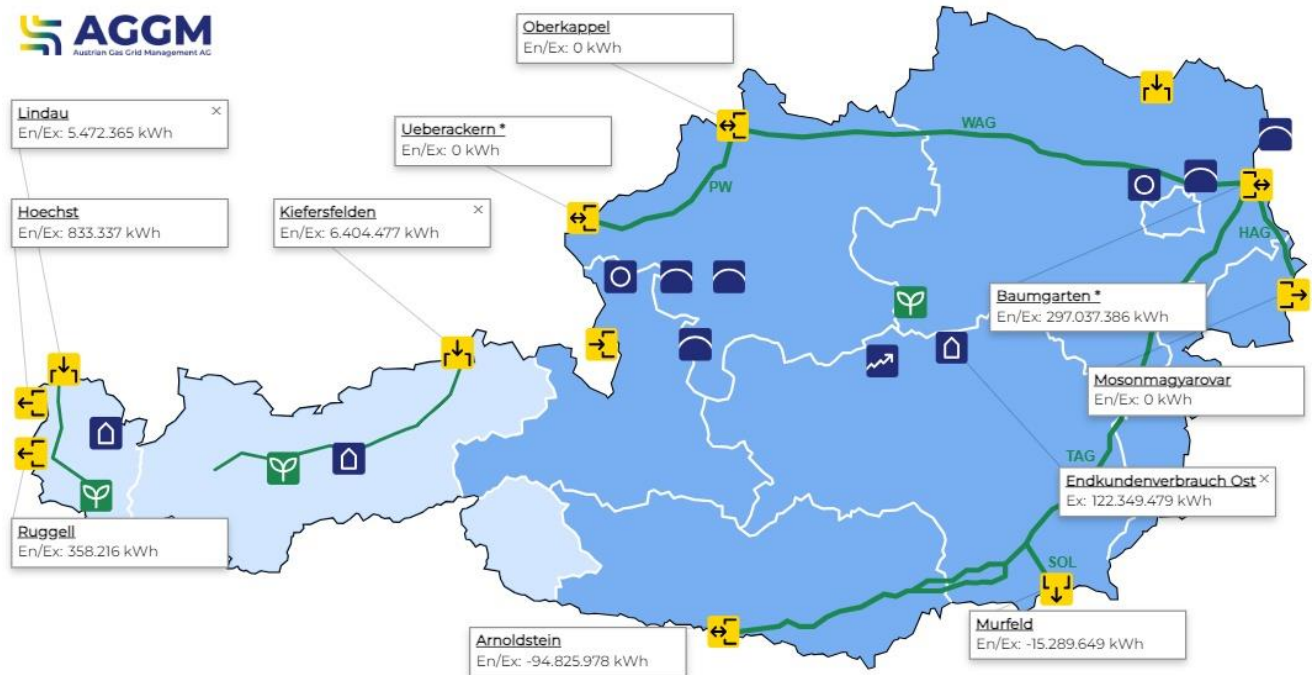 AGGM
Austrian Gas Grid Management AG
Oberkappel
En/Ex: 0 kWh
Lindau
En/Ex: 5.472.365 kWh
Ueberackern *
En/Ex: 0 kWh
WAG
PW
Hoechst
En/Ex: 833.337 kWh
Kiefersfelden
En/Ex: 6.404.477 kWh
HAG
Baumgarten *
En/Ex: 297.037.386 kWh
Mosonmagyarovar
En/Ex: 0 kWh
TAG
Endkundenverbrauch Ost
Ex: 122.349.479 kWh
Ruggell
En/Ex: 358.216 kWh
SOL
Murfeld
En/Ex: -15.289.649 kWh
Arnoldstein
En/Ex: -94.825.978 kWh